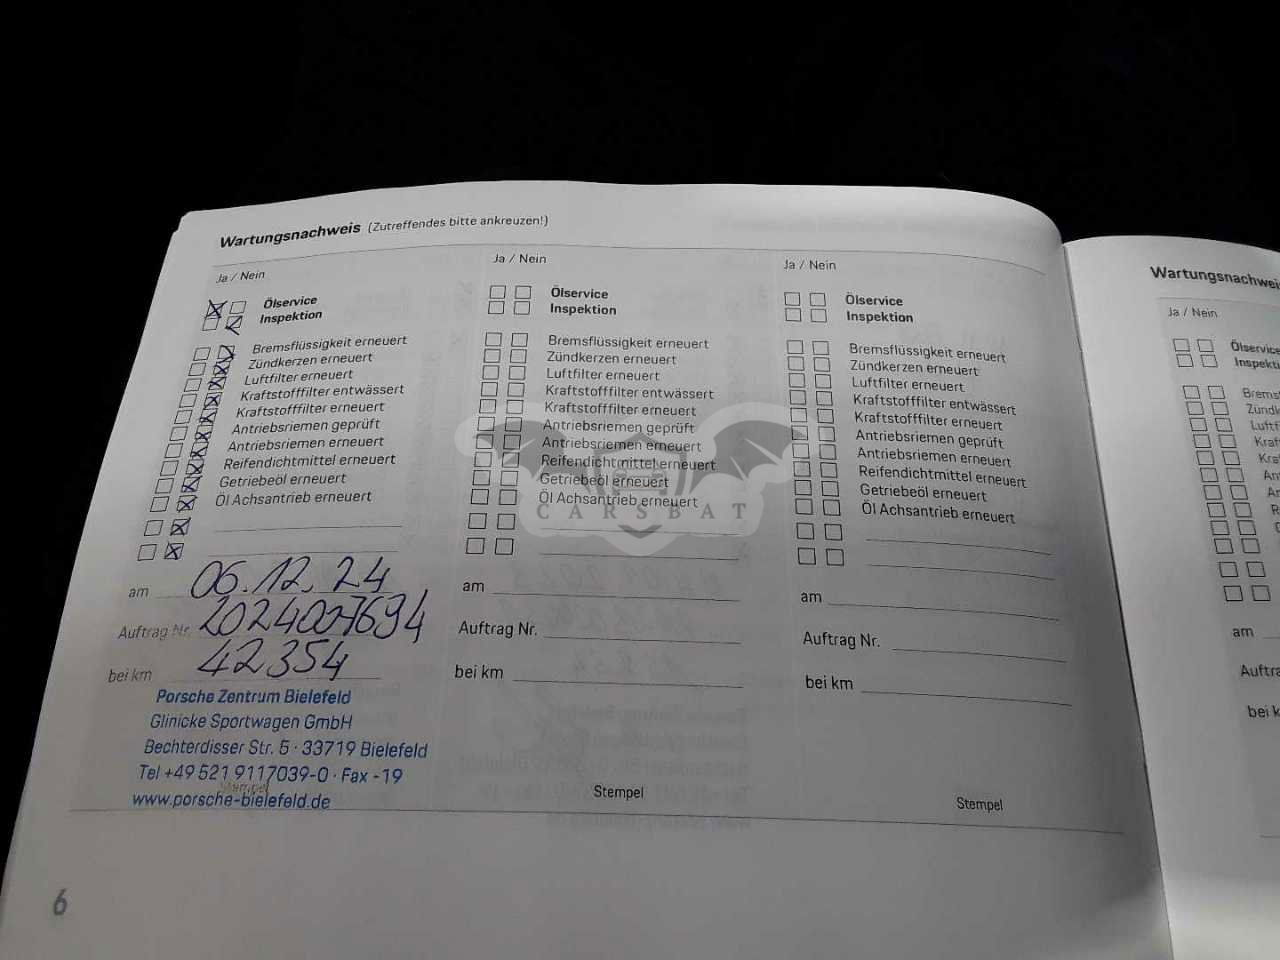 Wartungsnachweis (Zutreffendes bitte ankreuzen!)
Ja / Nein
Ölservice
Inspektion
Bremsflüssigkeit erneuert
Zündkerzen erneuert
Luftfilter erneuert
Kraftstofffilter entwässert
Kraftstofffilter erneuert
Antriebsriemen geprüft
Antriebsriemen erneuert
Reifendichtmittel erneuert
Getriebeöl erneuert
Öl Achsantrieb erneuert
am 06.12.24
Auftrag Nr. 2024007694
bei km 42354
Porsche Zentrum Bielefeld
Glinicke Sportwagen GmbH
Bechterdisser Str. 5 · 33719 Bielefeld
Tel +49 521 9117039-0 · Fax -19
Stempel
www.porsche-bielefeld.de
Ja / Nein
Ölservice
Inspektion
Bremsflüssigkeit erneuert
Zündkerzen erneuert
Luftfilter erneuert
Kraftstofffilter entwässert
Kraftstofffilter erneuert
Antriebsriemen geprüft
Antriebsriemen erneuert
Reifendichtmittel erneuert
Getriebeöl erneuert
Öl Achsantrieb erneuert
CARSBAT
am
Auftrag Nr.
bei km
Stempel
Ja / Nein
Ölservice
Inspektion
Bremsflüssigkeit erneuert
Zündkerzen erneuert
Luftfilter erneuert
Kraftstofffilter entwässert
Kraftstofffilter erneuert
Antriebsriemen geprüft
Antriebsriemen erneuert
Reifendichtmittel erneuert
Getriebeöl erneuert
Öl Achsantrieb erneuert
am
Auftrag Nr.
bei km
Stempel
6
Wartungsnachweis
Ja / Nein
Ölservice
am